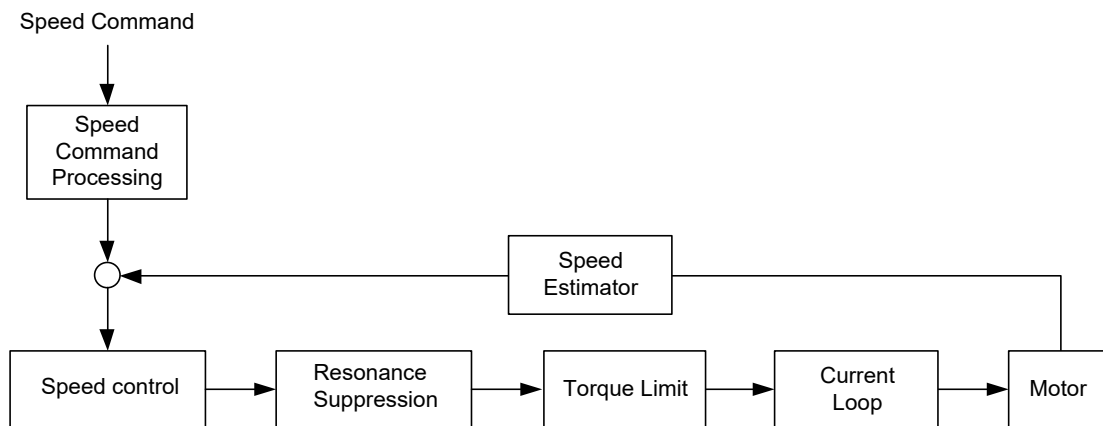 Speed Command
Speed
Command
Processing
Speed
Estimator
Speed control
Resonance
Suppression
Torque Limit
Current
Loop
Motor